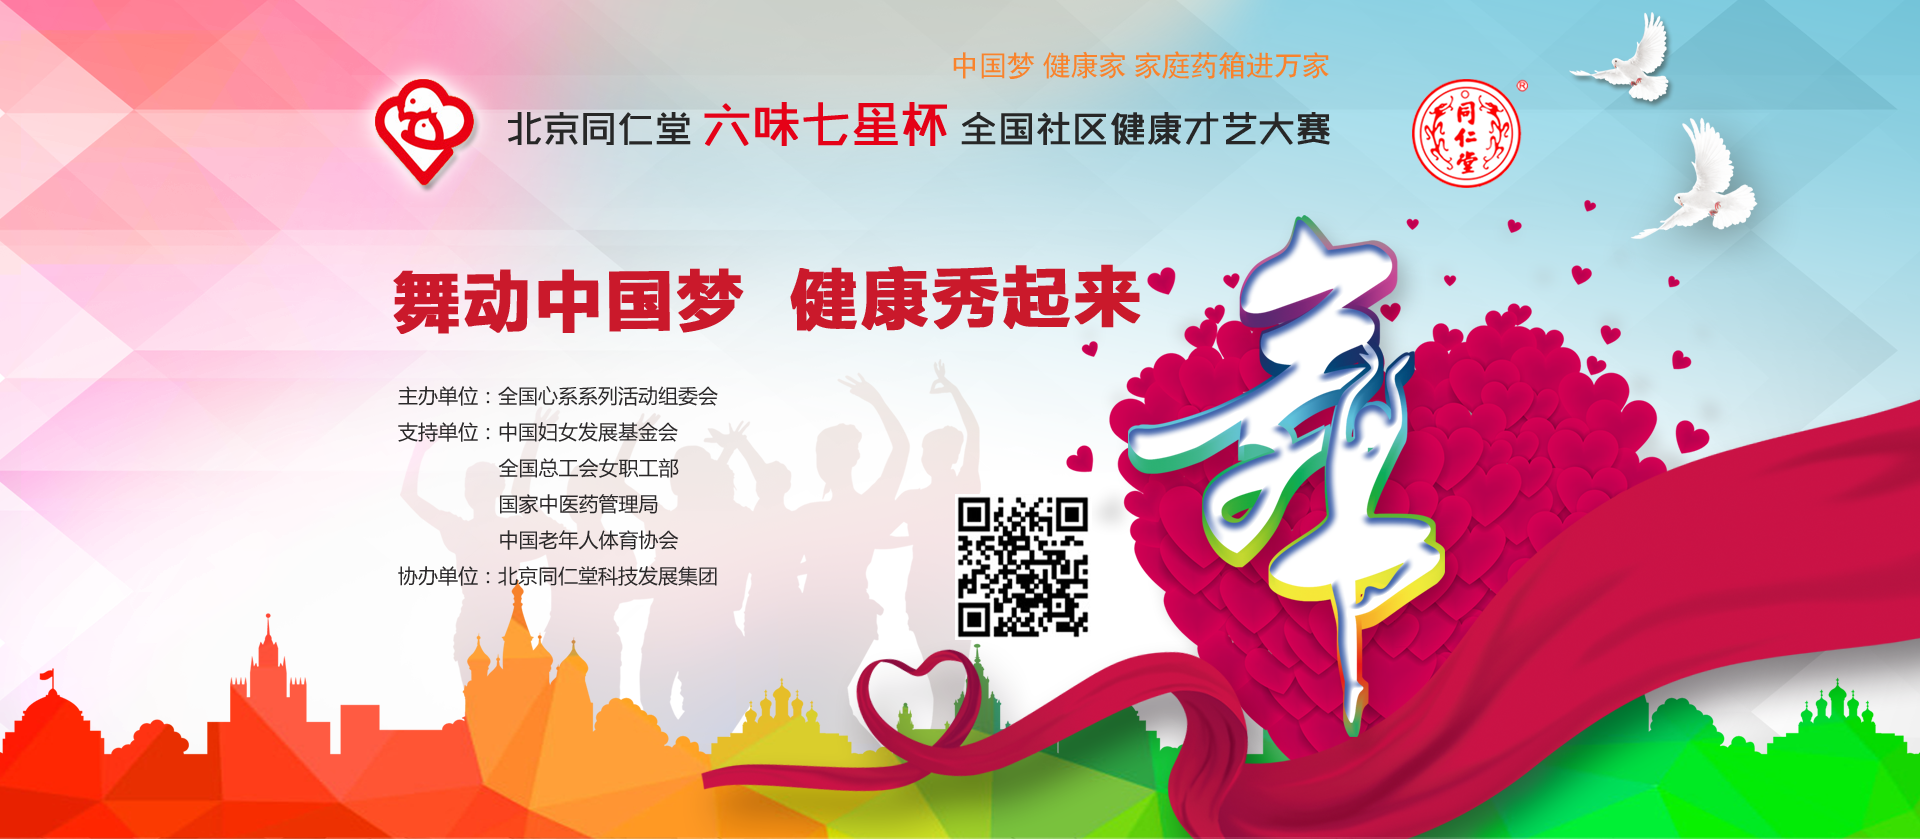 中国梦 健康家 家庭药箱进万家
北京同仁堂 六味七星杯 全国社区健康才艺大赛
同仁堂
®
舞动中国梦 健康秀起来
舞
主办单位：全国心系系列活动组委会
支持单位：中国妇女发展基金会
全国总工会女职工部
国家中医药管理局
中国老年人体育协会
协办单位：北京同仁堂科技发展集团